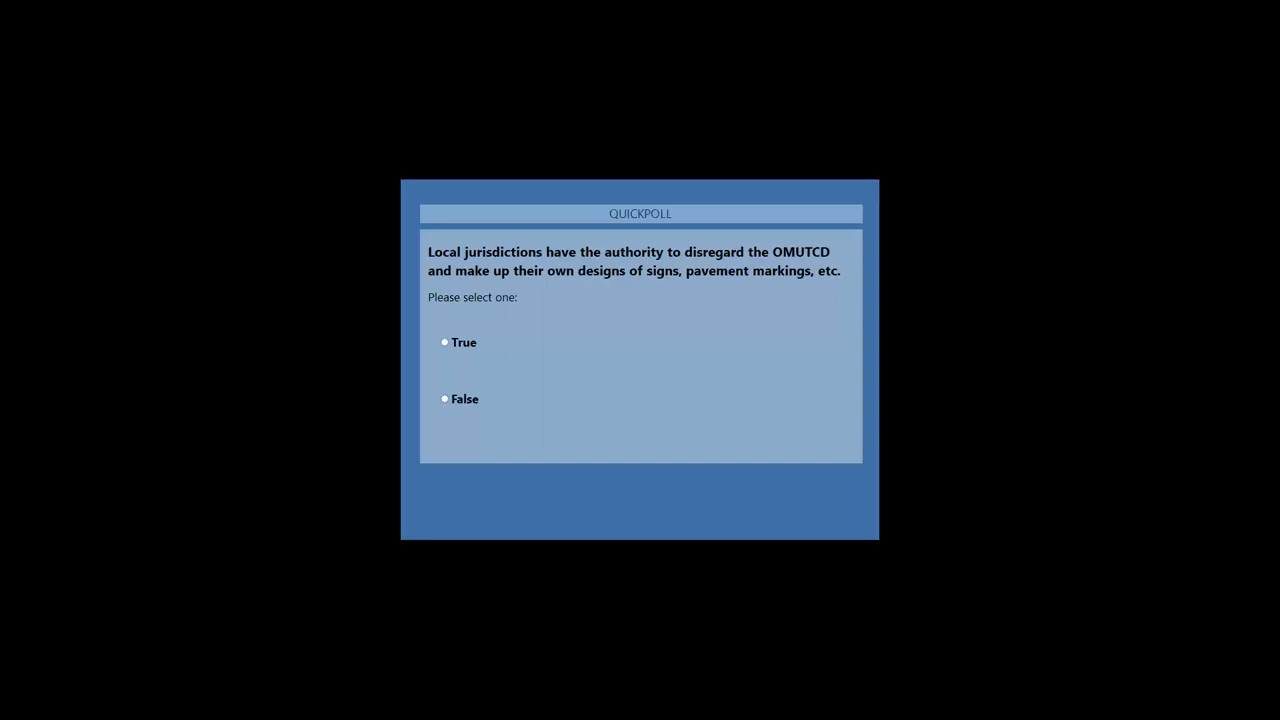 QUICKPOLL
Local jurisdictions have the authority to disregard the OMUTCD
and make up their own designs of signs, pavement markings, etc.
Please select one:
True
False